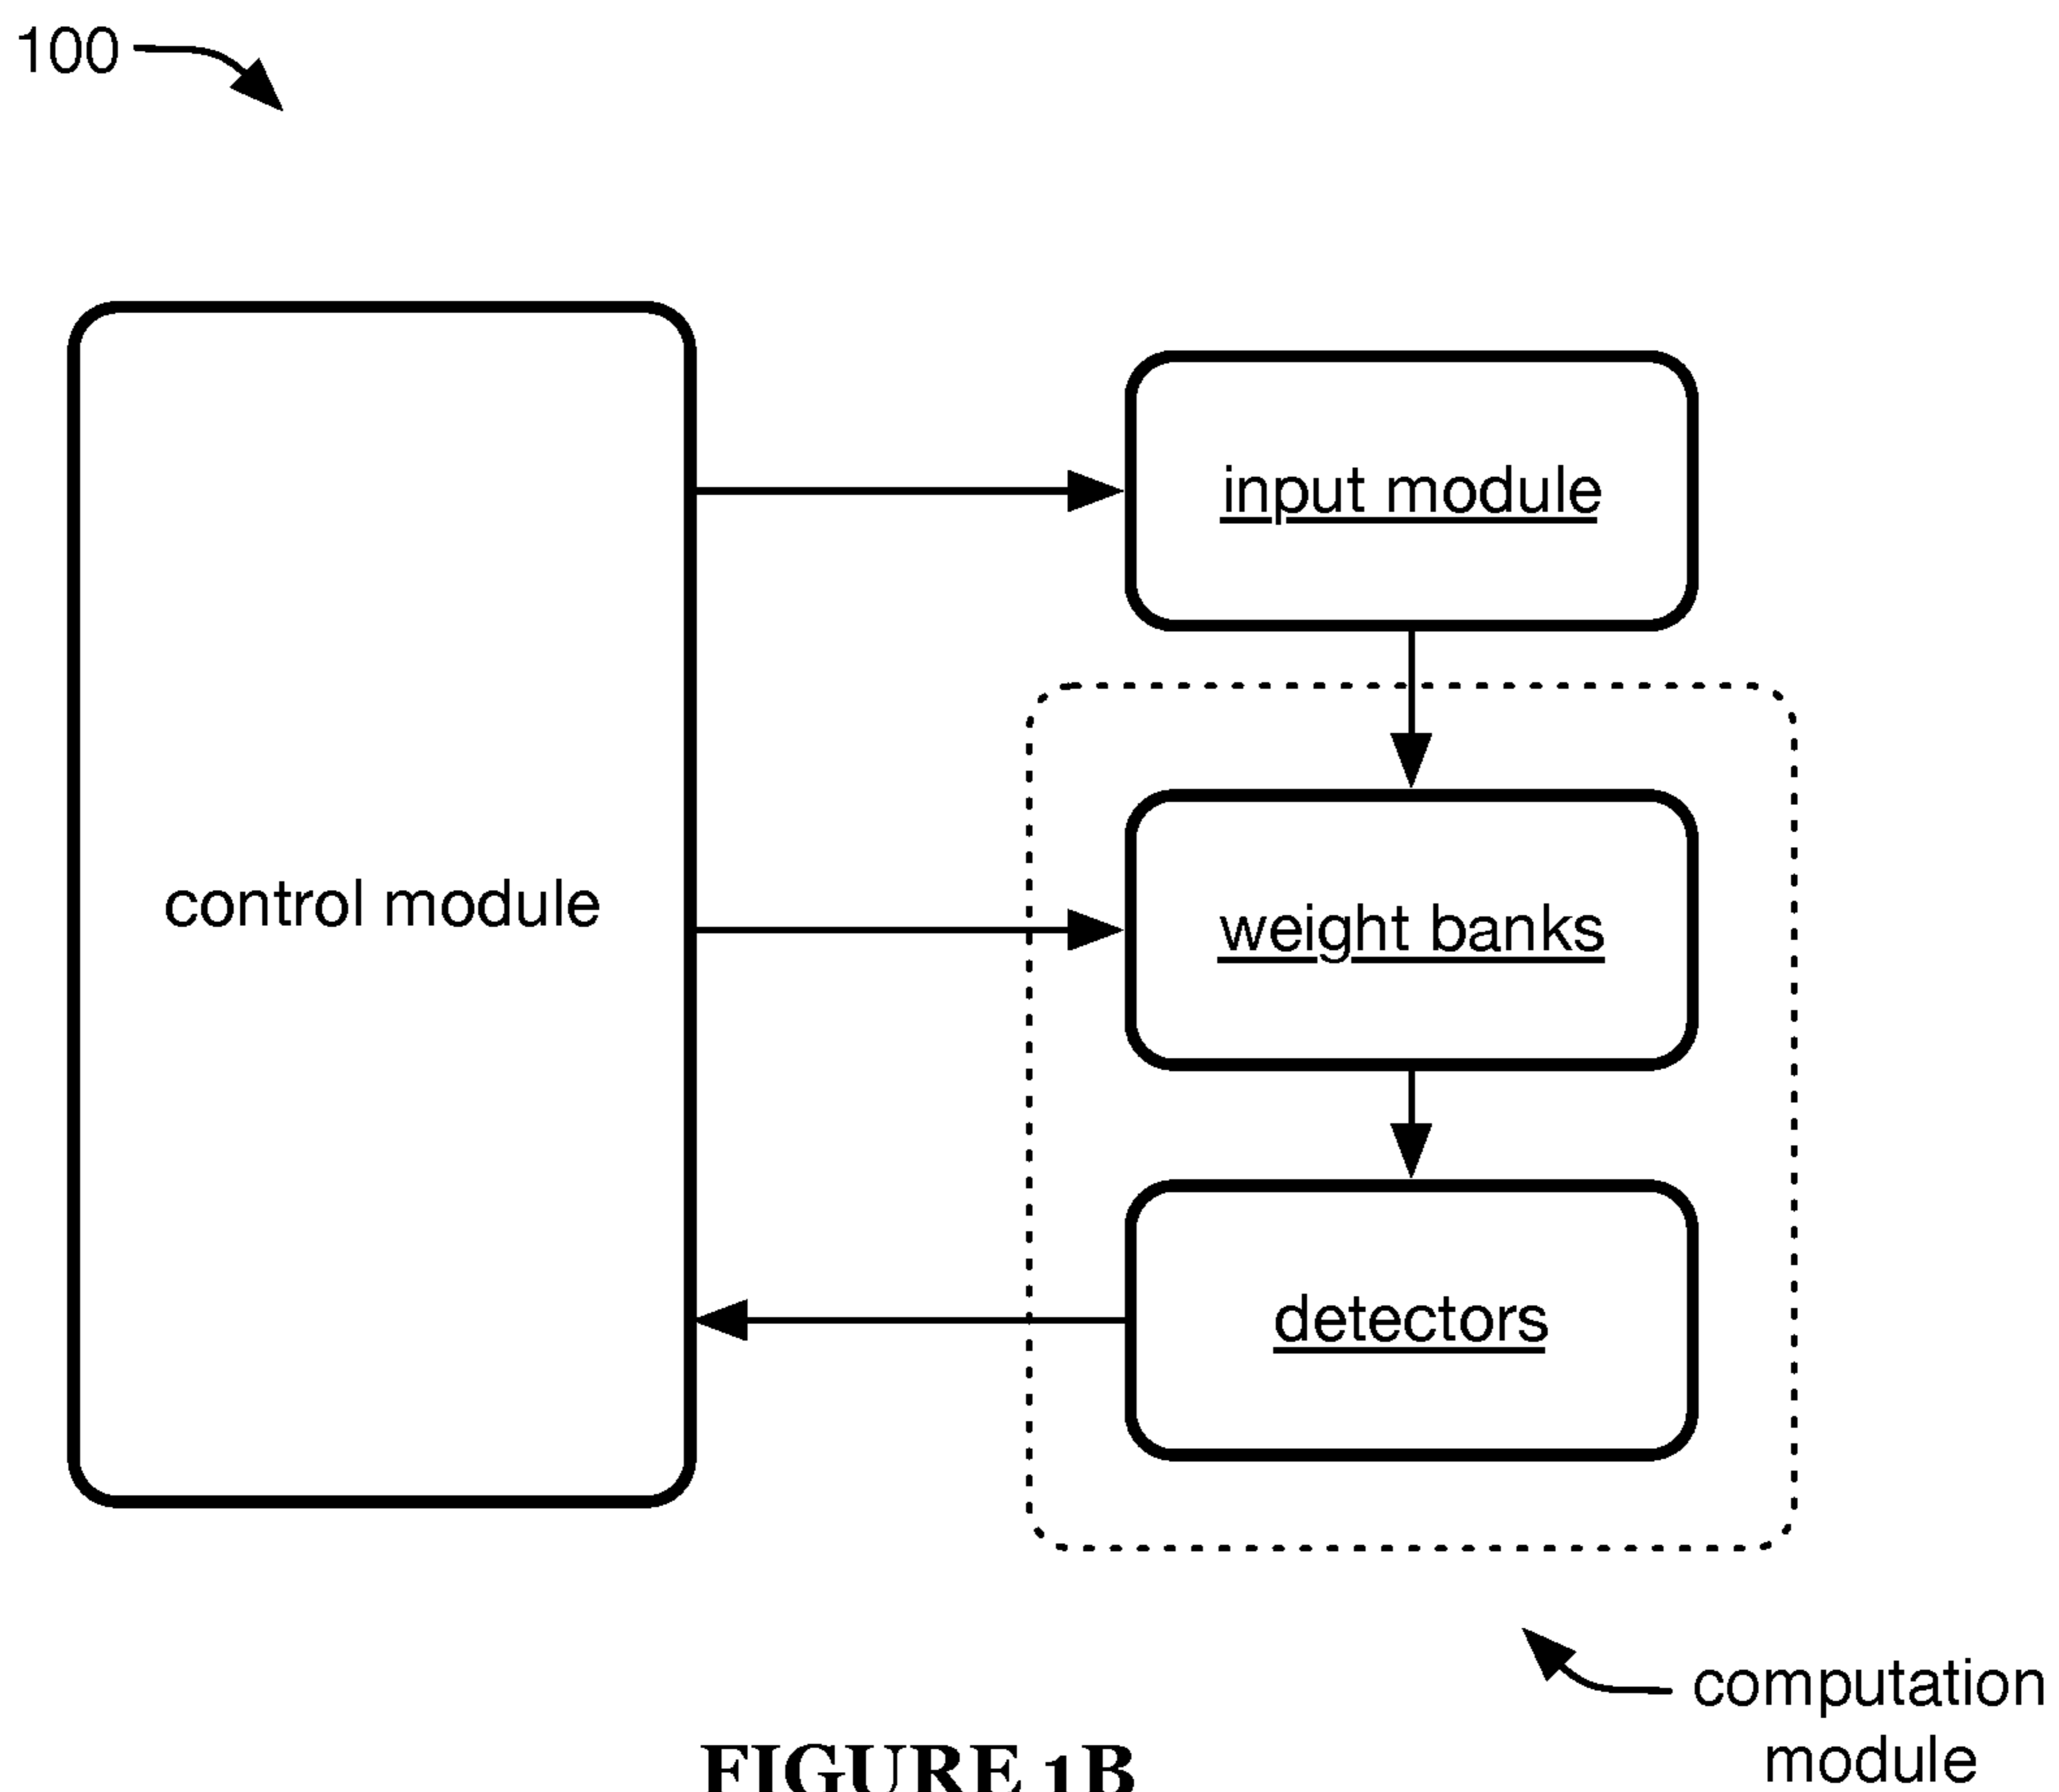 100
input module
control module
weight banks
detectors
computation
module
FIGURE 1B